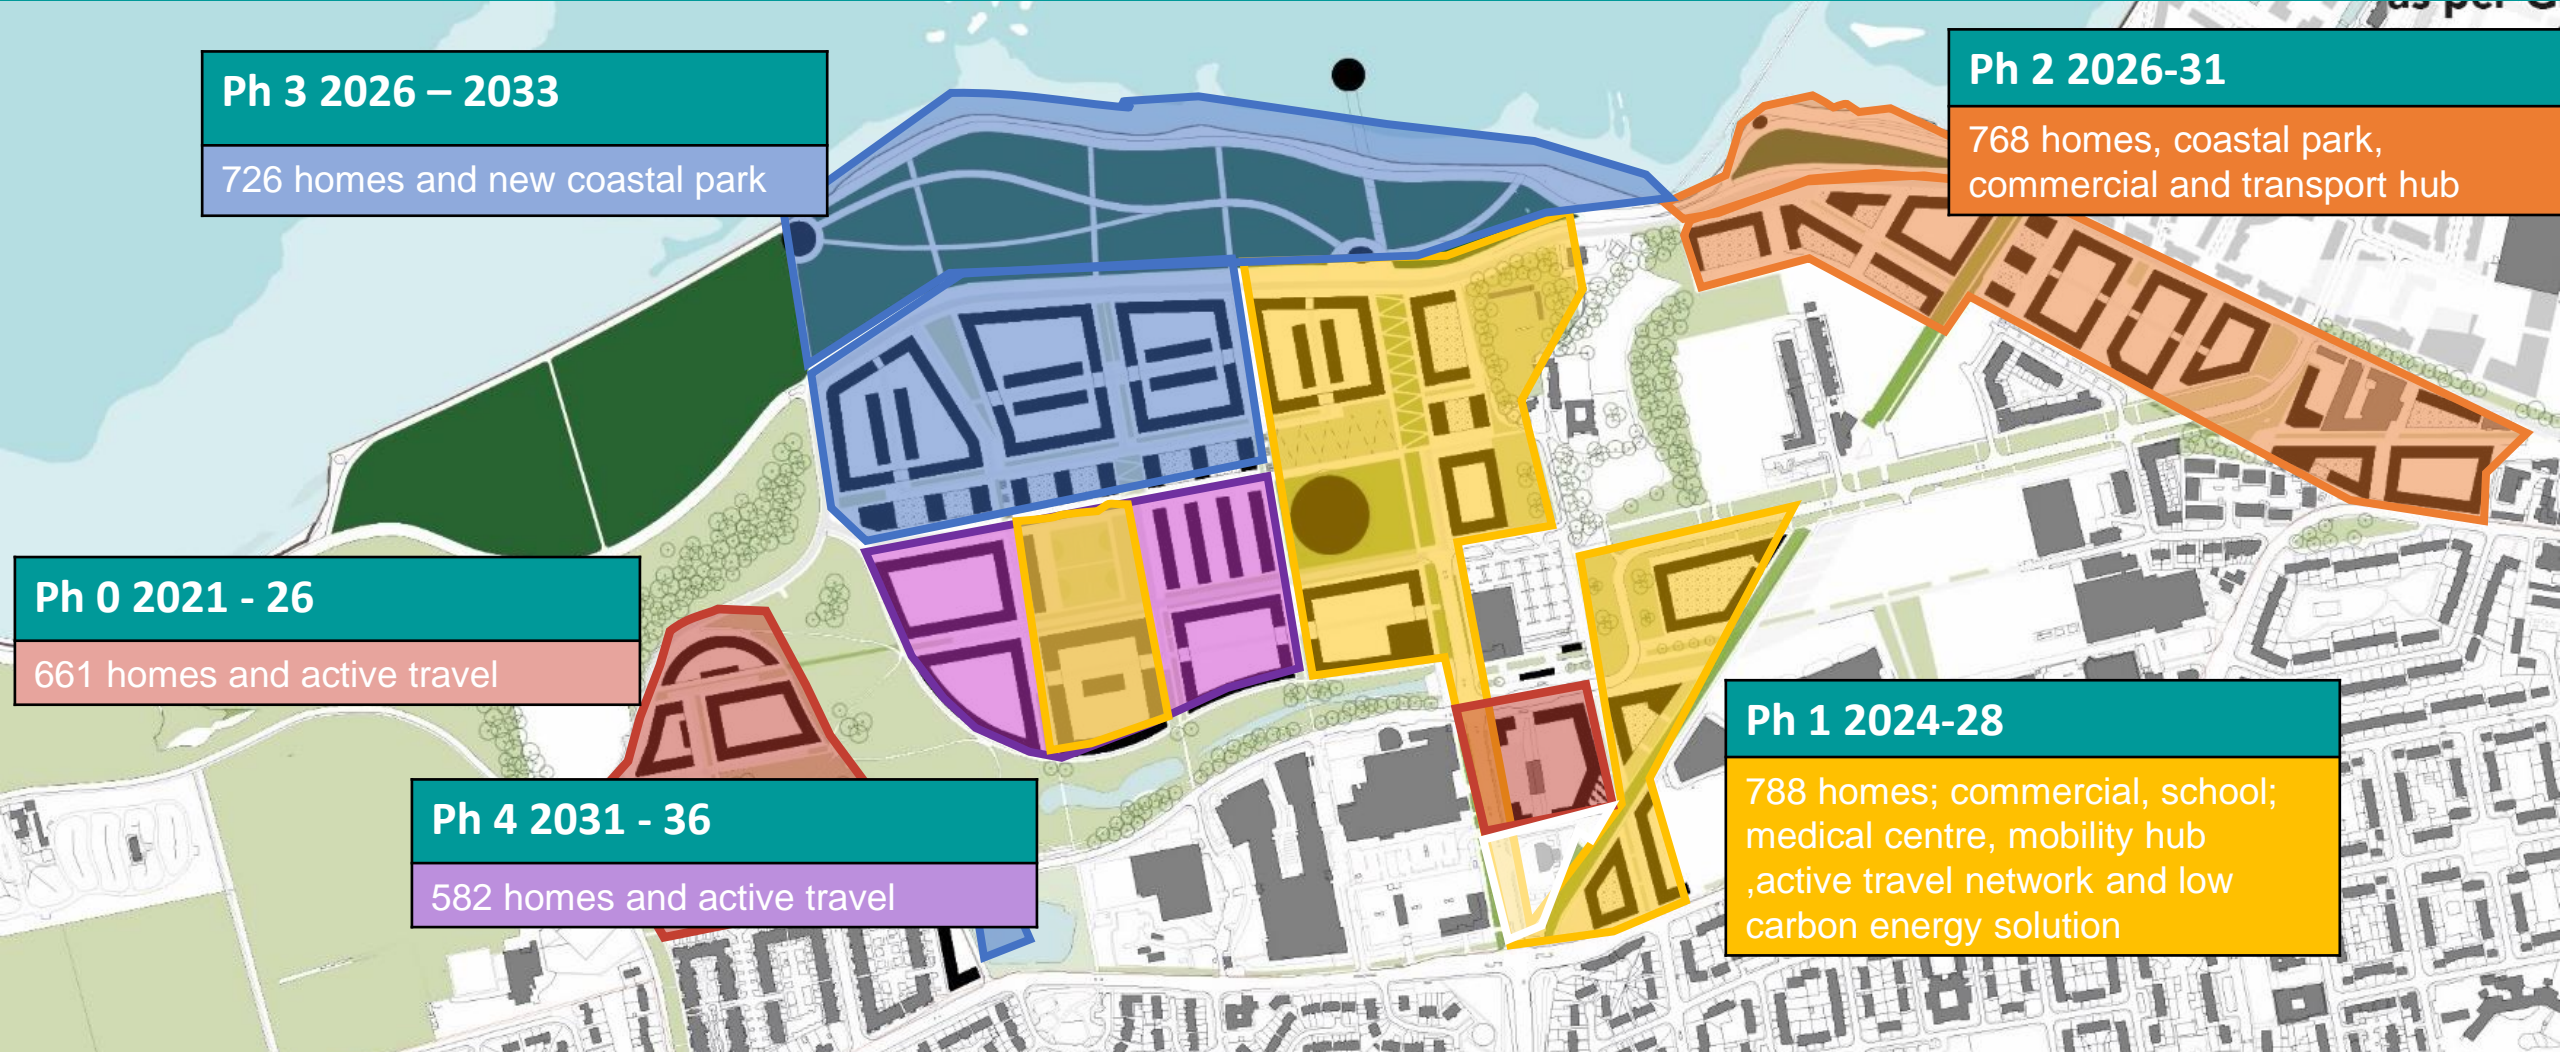 as per G
Ph 3 2026 – 2033
726 homes and new coastal park
Ph 2 2026-31
768 homes, coastal park,
commercial and transport hub
Ph 0 2021 - 26
661 homes and active travel
Ph 4 2031 - 36
582 homes and active travel
Ph 1 2024-28
788 homes; commercial, school;
medical centre, mobility hub
,active travel network and low
carbon energy solution